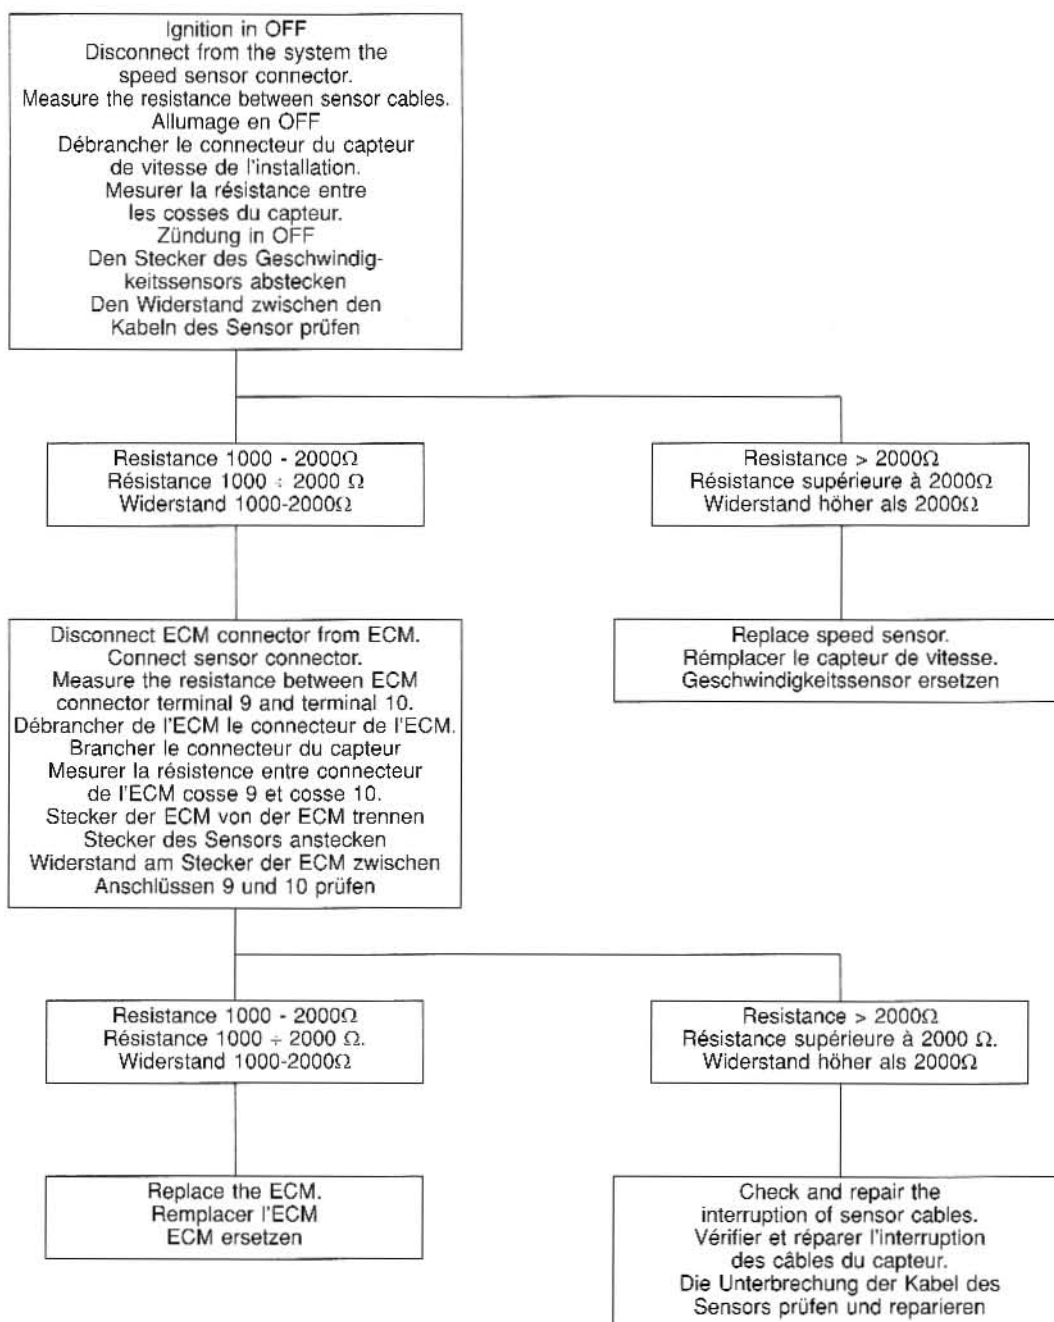 Ignition in OFF
Disconnect from the system the
speed sensor connector.
Measure the resistance between sensor cables.
Allumage en OFF
Débrancher le connecteur du capteur
de vitesse de l'installation.
Mesurer la résistance entre
les cosses du capteur.
Zündung in OFF
Den Stecker des Geschwindig-
keitssensors abstecken
Den Widerstand zwischen den
Kabeln des Sensor prüfen
Resistance 1000 - 2000Ω
Résistance 1000 ÷ 2000 Ω
Widerstand 1000-2000Ω
Resistance > 2000Ω
Résistance supérieure à 2000Ω
Widerstand höher als 2000Ω
Disconnect ECM connector from ECM.
Connect sensor connector.
Measure the resistance between ECM
connector terminal 9 and terminal 10.
Débrancher de l'ECM le connecteur de l'ECM.
Brancher le connecteur du capteur
Mesurer la résistence entre connecteur
de l'ECM cosse 9 et cosse 10.
Stecker der ECM von der ECM trennen
Stecker des Sensors anstecken
Widerstand am Stecker der ECM zwischen
Anschlüssen 9 und 10 prüfen
Replace speed sensor.
Rémplacer le capteur de vitesse.
Geschwindigkeitssensor ersetzen
Resistance 1000 - 2000Ω
Résistance 1000 ÷ 2000 Ω.
Widerstand 1000-2000Ω
Resistance > 2000Ω
Résistance supérieure à 2000 Ω.
Widerstand höher als 2000Ω
Replace the ECM.
Remplacer l'ECM
ECM ersetzen
Check and repair the
interruption of sensor cables.
Vérifier et réparer l'interruption
des câbles du capteur.
Die Unterbrechung der Kabel des
Sensors prüfen und reparieren